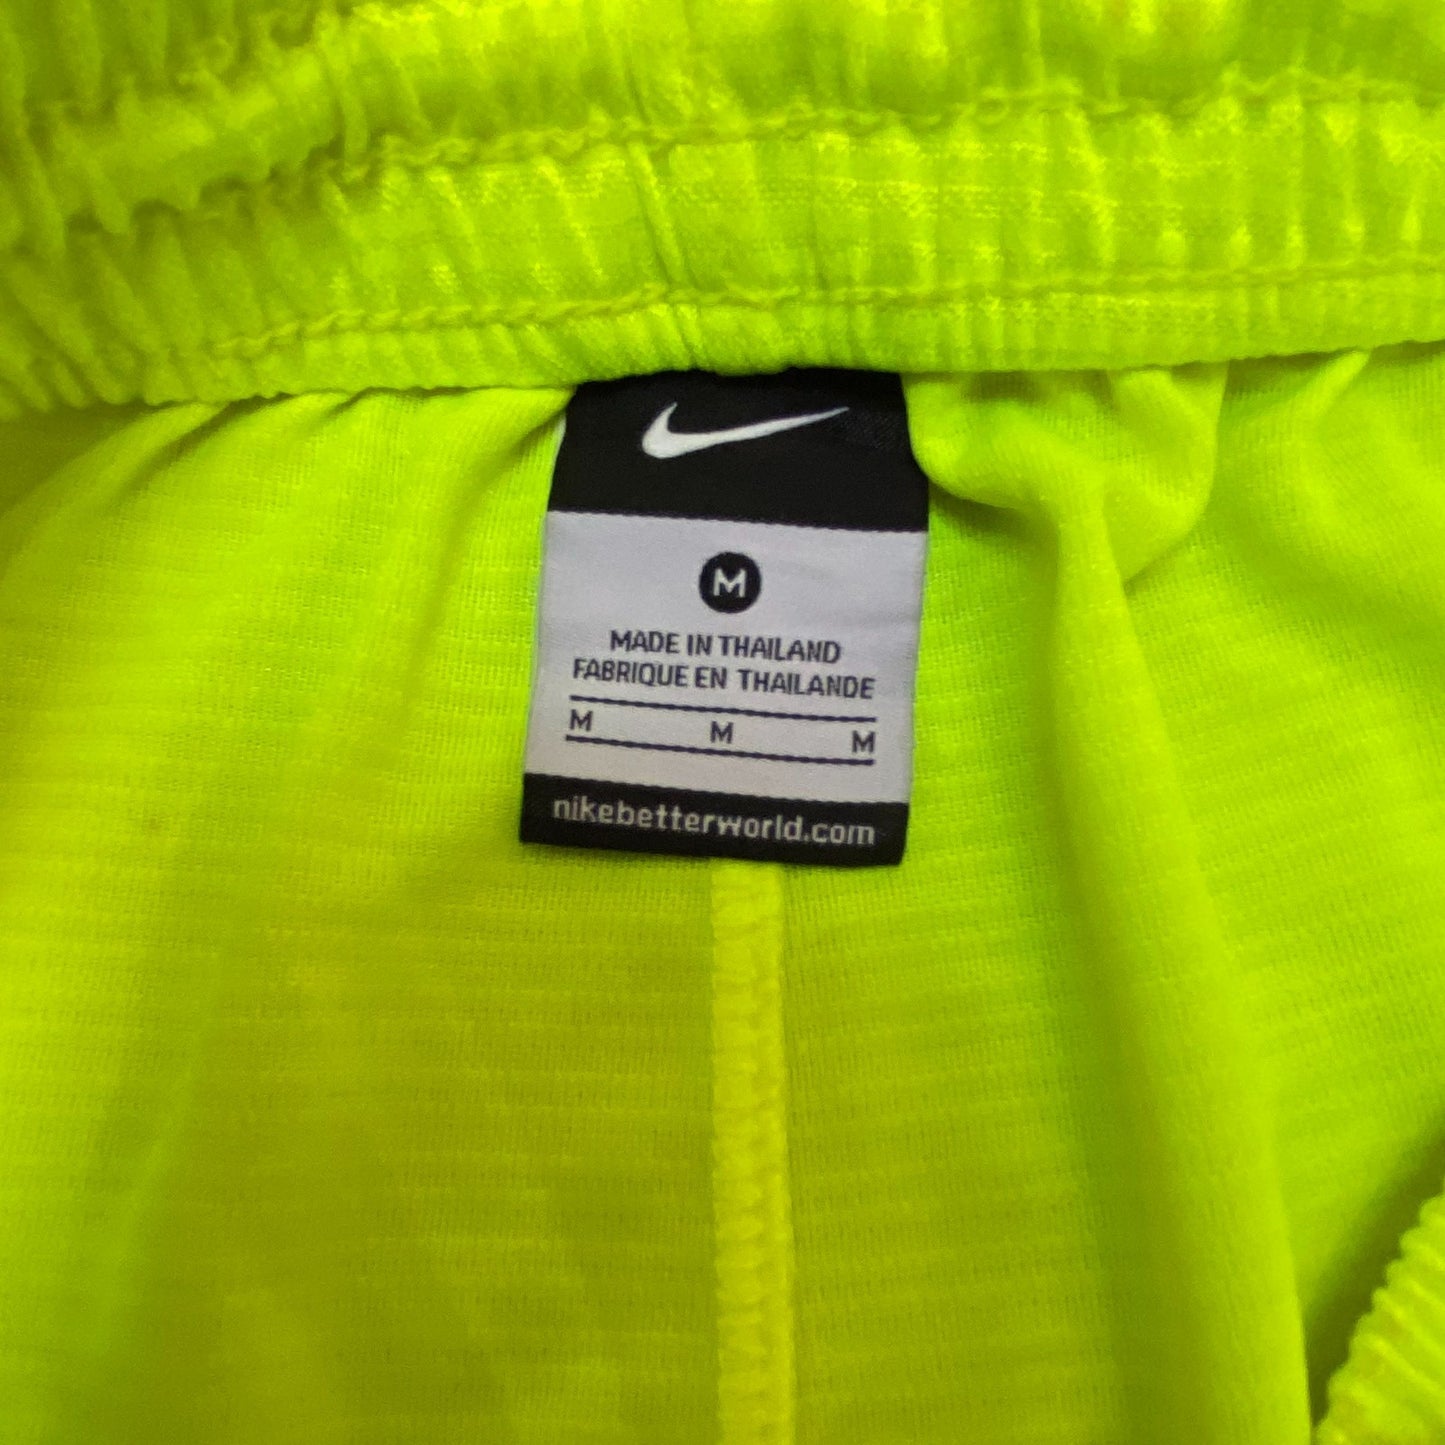 M
MADE IN THAILAND
FABRIQUE EN THAILANDE
M M M
nikebetterworld.com